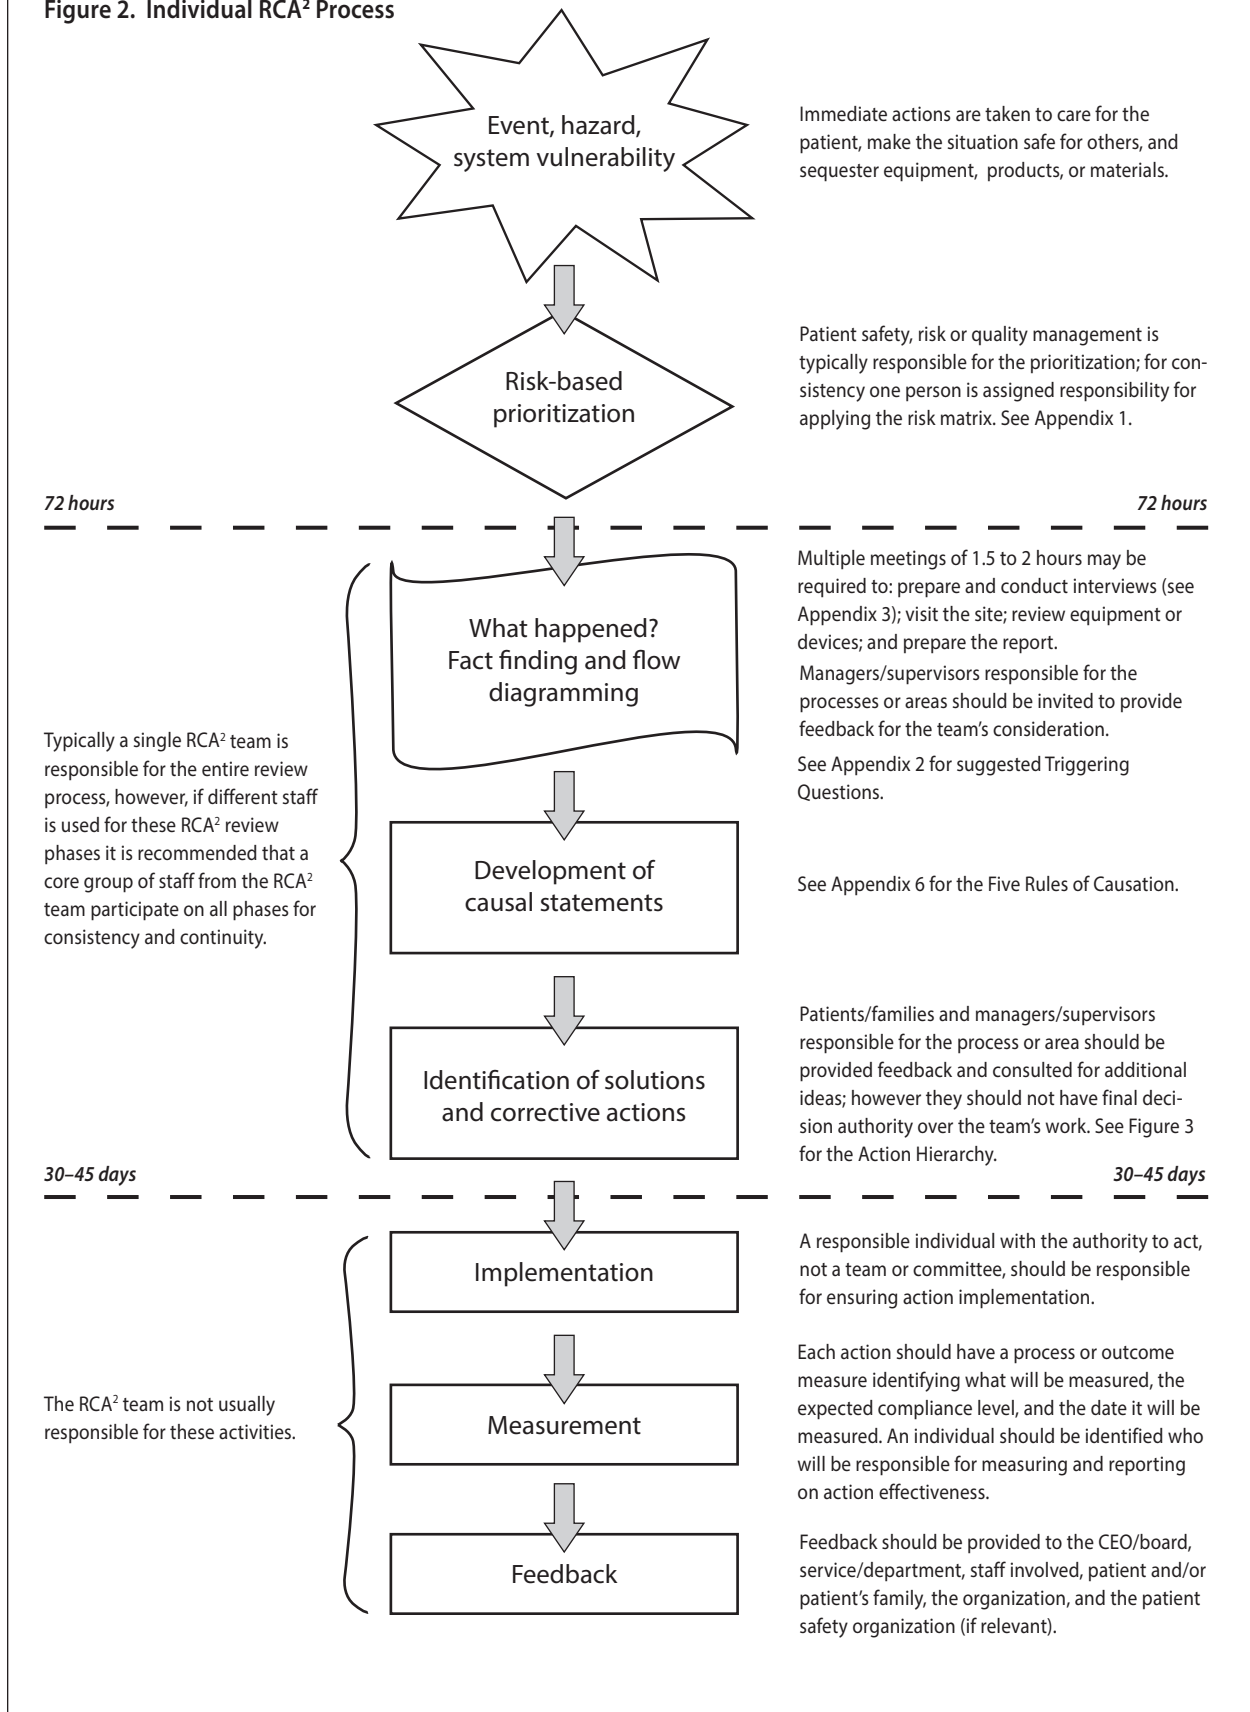 Figure 2. Individual RCA² Process
Event, hazard,
system vulnerability
Immediate actions are taken to care for the
patient, make the situation safe for others, and
sequester equipment, products, or materials.
Risk-based
prioritization
Patient safety, risk or quality management is
typically responsible for the prioritization; for con-
sistency one person is assigned responsibility for
applying the risk matrix. See Appendix 1.
72 hours
72 hours
What happened?
Fact finding and flow
diagramming
Multiple meetings of 1.5 to 2 hours may be
required to: prepare and conduct interviews (see
Appendix 3); visit the site; review equipment or
devices; and prepare the report.
Managers/supervisors responsible for the
processes or areas should be invited to provide
feedback for the team's consideration.
See Appendix 2 for suggested Triggering
Questions.
Typically a single RCA² team is
responsible for the entire review
process, however, if different staff
is used for these RCA² review
phases it is recommended that a
core group of staff from the RCA²
team participate on all phases for
consistency and continuity.
Development of
causal statements
See Appendix 6 for the Five Rules of Causation.
Identification of solutions
and corrective actions
Patients/families and managers/supervisors
responsible for the process or area should be
provided feedback and consulted for additional
ideas; however they should not have final deci-
sion authority over the team's work. See Figure 3
for the Action Hierarchy.
30–45 days
30–45 days
Implementation
A responsible individual with the authority to act,
not a team or committee, should be responsible
for ensuring action implementation.
The RCA² team is not usually
responsible for these activities.
Measurement
Each action should have a process or outcome
measure identifying what will be measured, the
expected compliance level, and the date it will be
measured. An individual should be identified who
will be responsible for measuring and reporting
on action effectiveness.
Feedback
Feedback should be provided to the CEO/board,
service/department, staff involved, patient and/or
patient's family, the organization, and the patient
safety organization (if relevant).